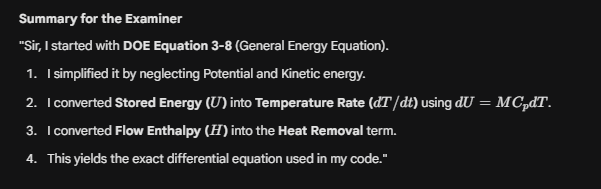 Summary for the Examiner
"Sir, I started with DOE Equation 3-8 (General Energy Equation).
1. I simplified it by neglecting Potential and Kinetic energy.
2. I converted Stored Energy (U) into Temperature Rate (dT/dt) using dU = MCₚdT.
3. I converted Flow Enthalpy (H) into the Heat Removal term.
4. This yields the exact differential equation used in my code."